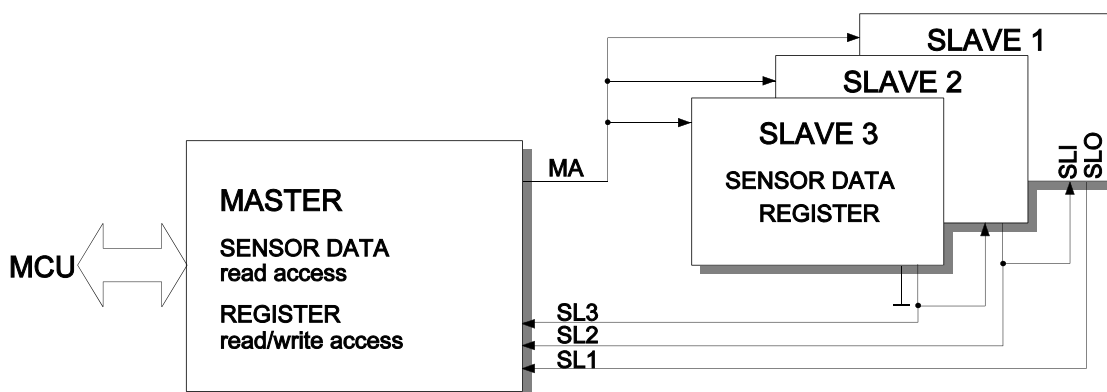 SLAVE 1
SLAVE 2
SLAVE 3
SENSOR DATA
REGISTER
SLI
SLO
MA
MASTER
SENSOR DATA
read access
REGISTER
read/write access
MCU
SL3
SL2
SL1